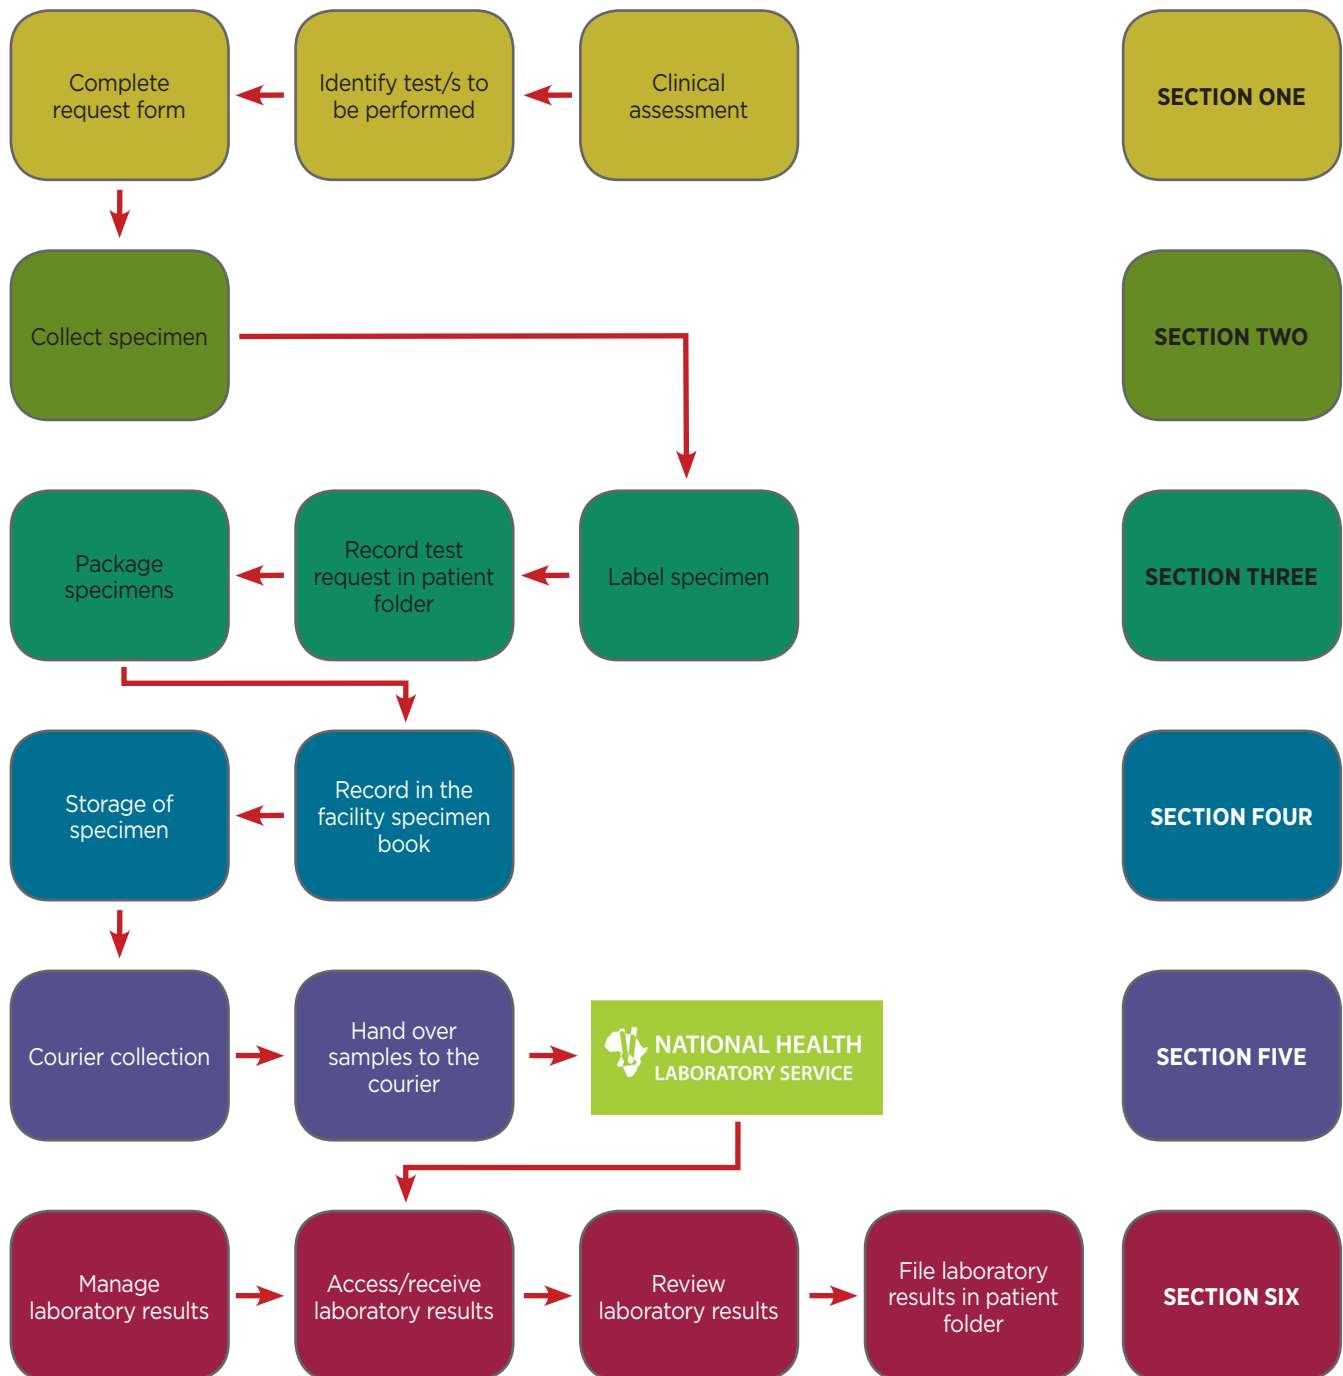 Complete
request form
Identify test/s to
be performed
Clinical
assessment
SECTION ONE
Collect specimen
SECTION TWO
Package
specimens
Record test
request in patient
folder
Label specimen
SECTION THREE
Storage of
specimen
Record in the
facility specimen
book
SECTION FOUR
Courier collection
Hand over
samples to the
courier
NATIONAL HEALTH
LABORATORY SERVICE
SECTION FIVE
Manage
laboratory results
Access/receive
laboratory results
Review
laboratory results
File laboratory
results in patient
folder
SECTION SIX